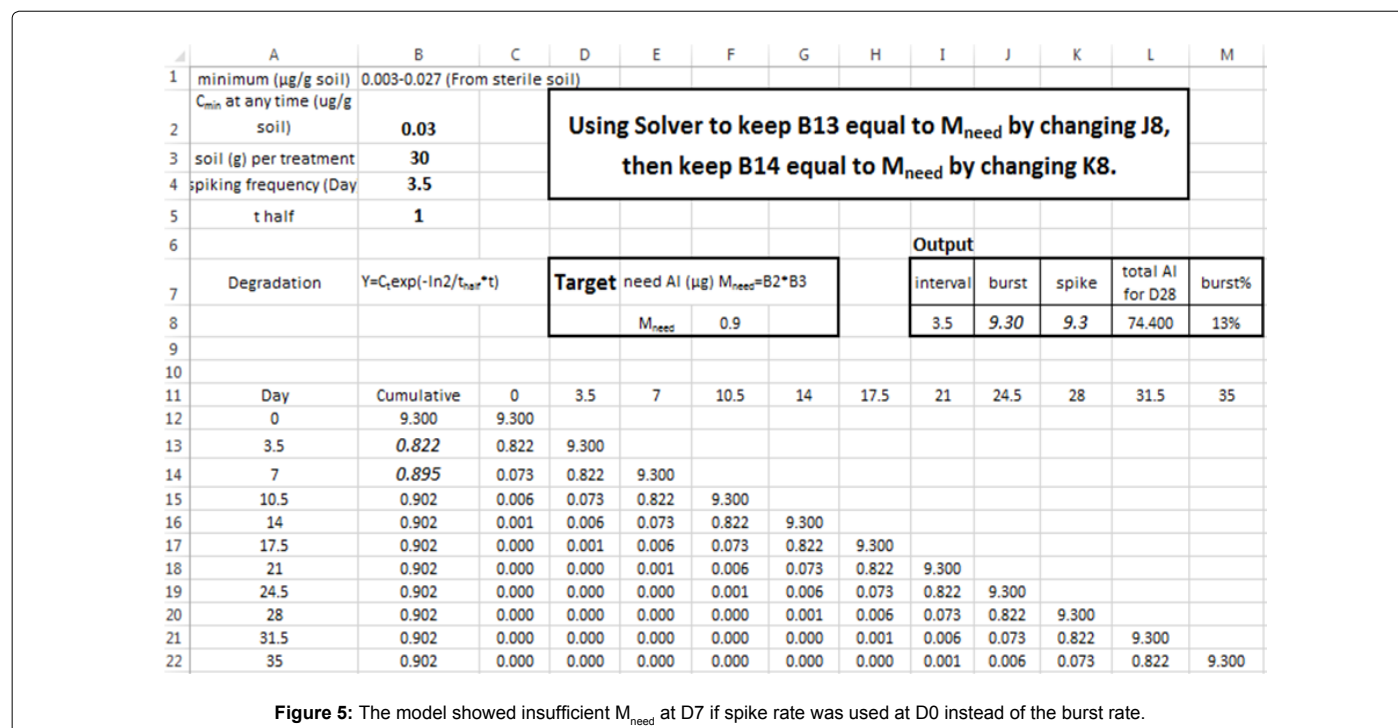 A B C D E F G H I J K L M
1 minimum (µg/g soil) 0.003-0.027 (From sterile soil)
C_min at any time (ug/g
2 soil) 0.03
Using Solver to keep B13 equal to M_need by changing J8,
then keep B14 equal to M_need by changing K8.
3 soil (g) per treatment 30
4 spiking frequency (Day 3.5
5 t half 1
6 Output
7 Degradation Y=C_t exp(-ln2/t_half*t) Target need AI (µg) M_need=B2*B3 interval burst spike total AI for D28 burst%
8 M_need 0.9 3.5 9.30 9.3 74.400 13%
9
10
11 Day Cumulative 0 3.5 7 10.5 14 17.5 21 24.5 28 31.5 35
12 0 9.300 9.300
13 3.5 0.822 0.822 9.300
14 7 0.895 0.073 0.822 9.300
15 10.5 0.902 0.006 0.073 0.822 9.300
16 14 0.902 0.001 0.006 0.073 0.822 9.300
17 17.5 0.902 0.000 0.001 0.006 0.073 0.822 9.300
18 21 0.902 0.000 0.000 0.001 0.006 0.073 0.822 9.300
19 24.5 0.902 0.000 0.000 0.000 0.001 0.006 0.073 0.822 9.300
20 28 0.902 0.000 0.000 0.000 0.000 0.001 0.006 0.073 0.822 9.300
21 31.5 0.902 0.000 0.000 0.000 0.000 0.000 0.001 0.006 0.073 0.822 9.300
22 35 0.902 0.000 0.000 0.000 0.000 0.000 0.000 0.001 0.006 0.073 0.822 9.300
Figure 5: The model showed insufficient M_need at D7 if spike rate was used at D0 instead of the burst rate.